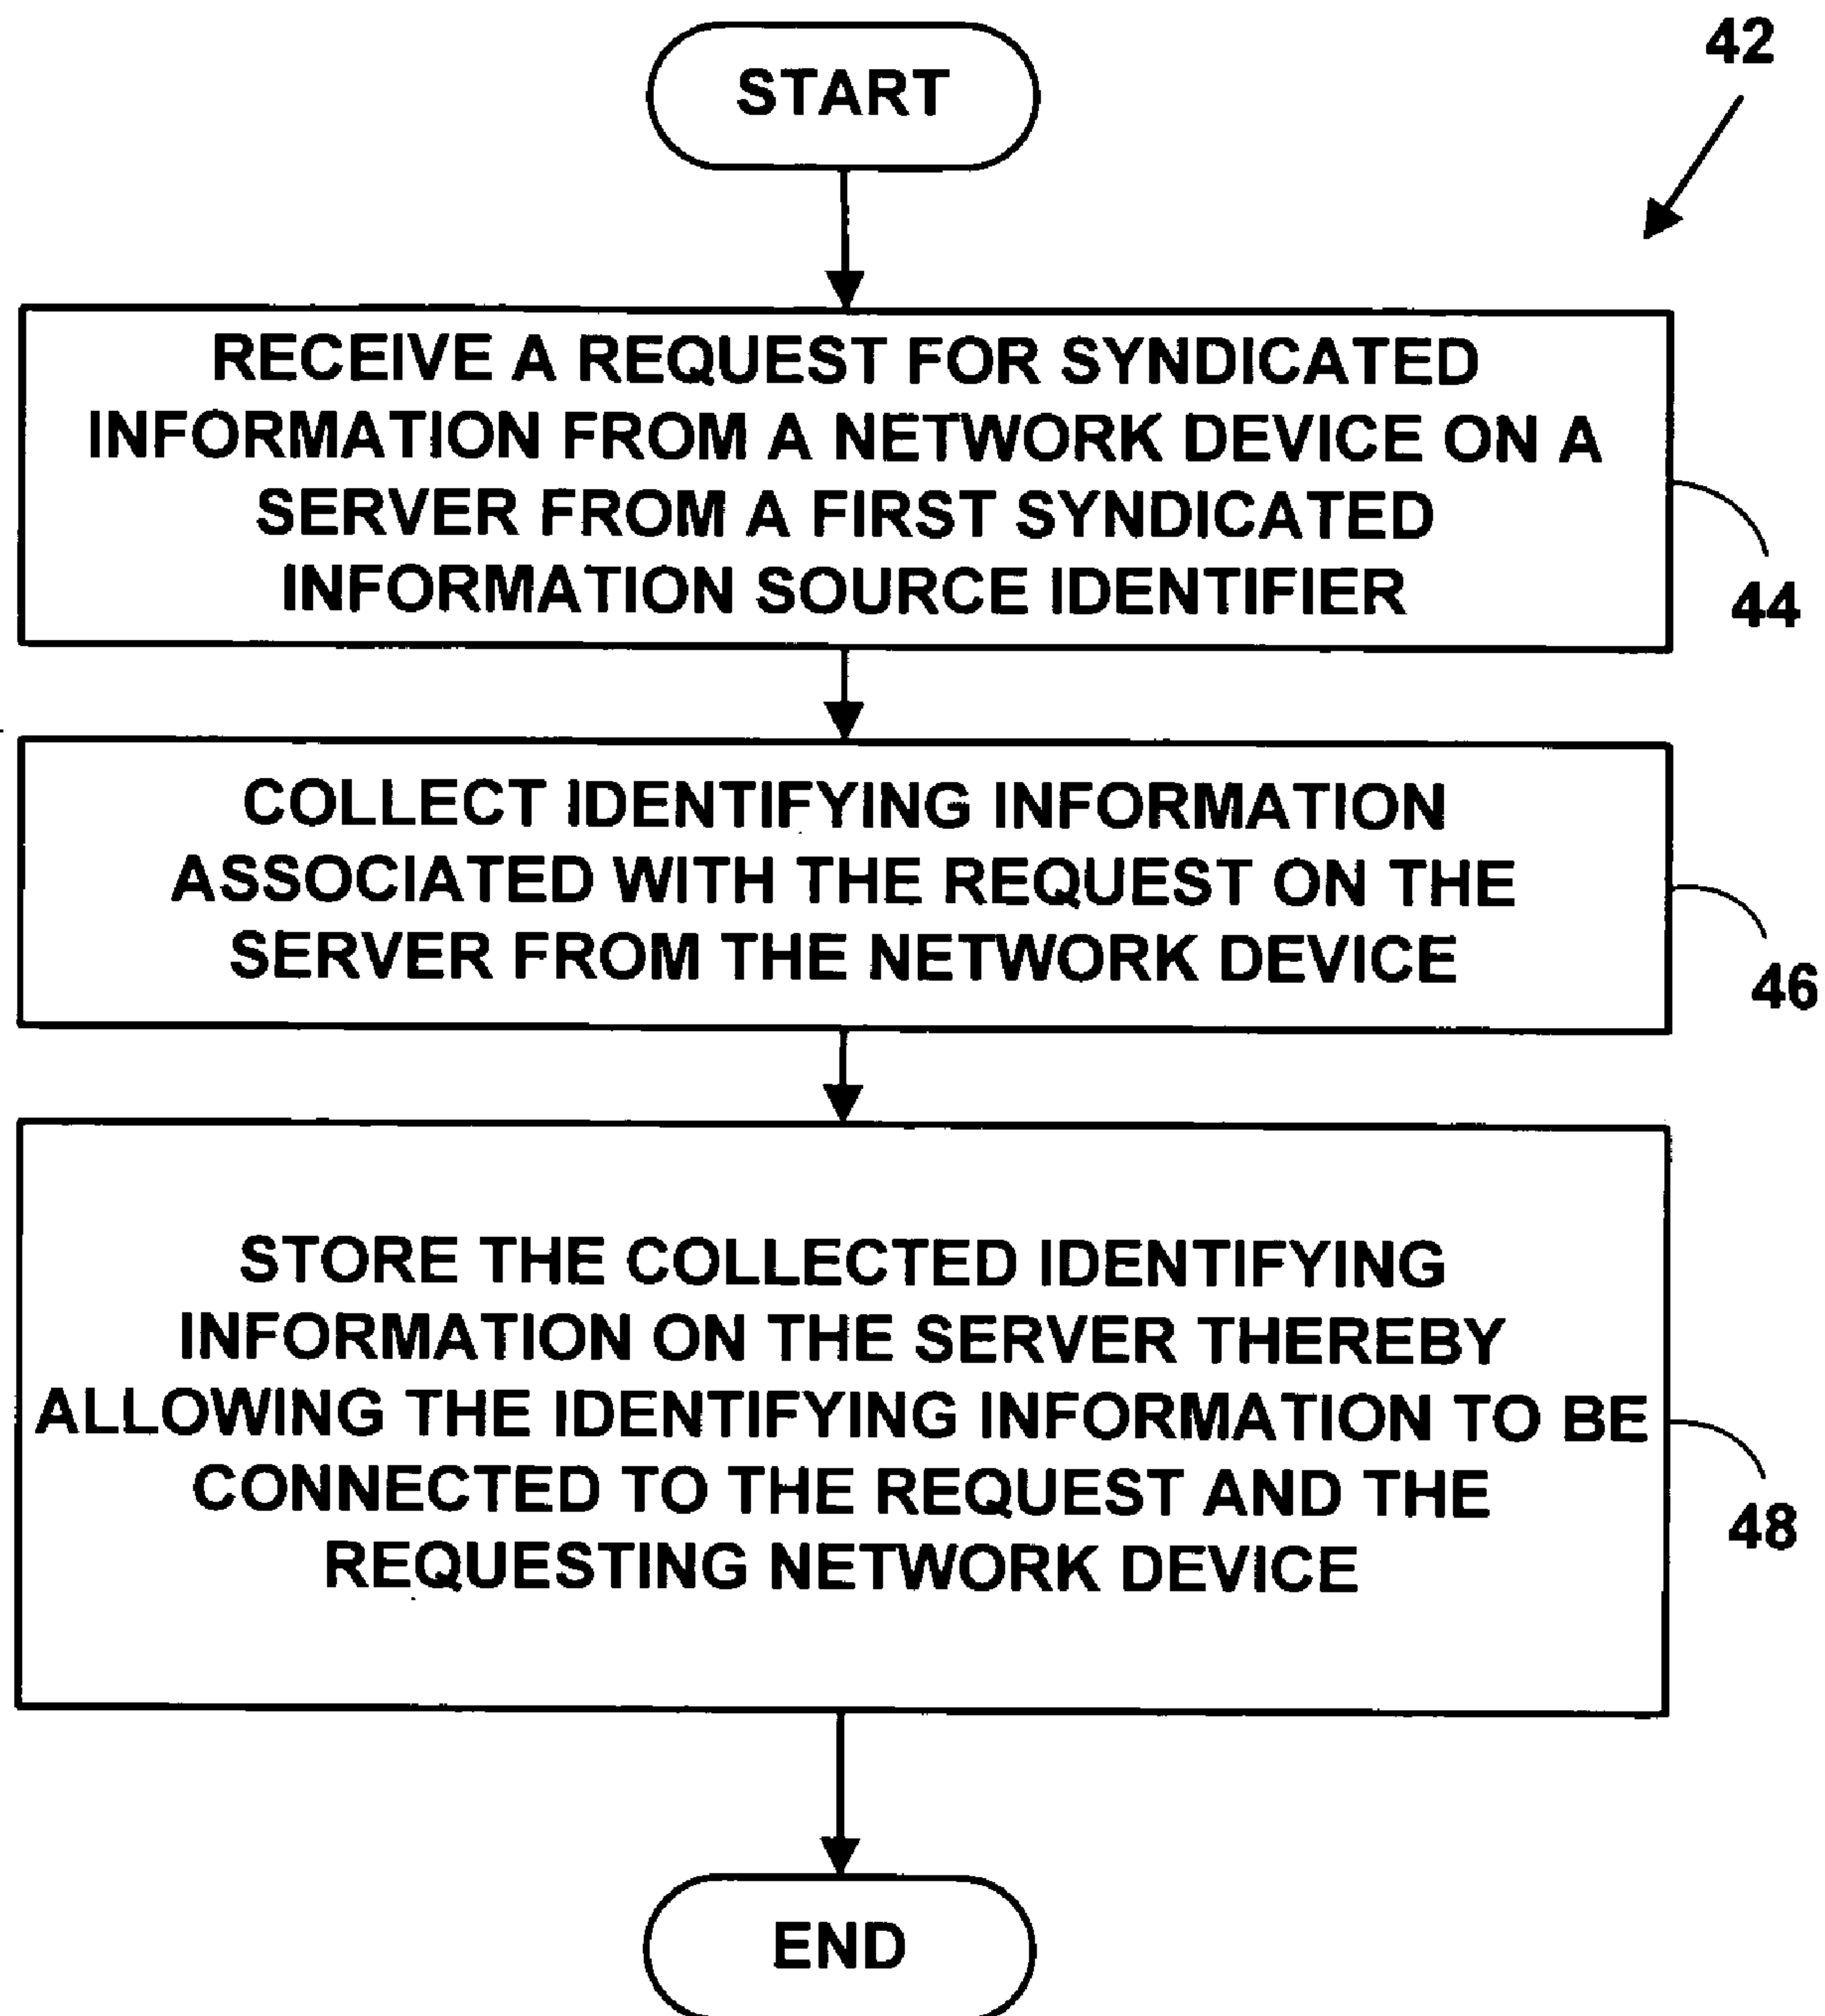 42
START
RECEIVE A REQUEST FOR SYNDICATED
INFORMATION FROM A NETWORK DEVICE ON A
SERVER FROM A FIRST SYNDICATED
INFORMATION SOURCE IDENTIFIER
44
COLLECT IDENTIFYING INFORMATION
ASSOCIATED WITH THE REQUEST ON THE
SERVER FROM THE NETWORK DEVICE
46
STORE THE COLLECTED IDENTIFYING
INFORMATION ON THE SERVER THEREBY
ALLOWING THE IDENTIFYING INFORMATION TO BE
CONNECTED TO THE REQUEST AND THE
REQUESTING NETWORK DEVICE
48
END